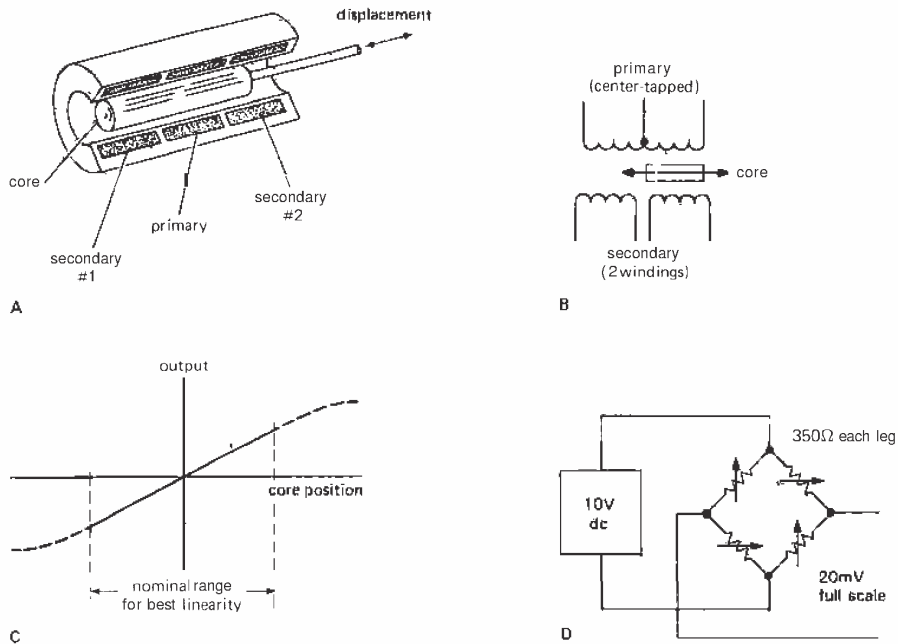 displacement
core
primary
secondary
#2
secondary
#1
A
primary
(center-tapped)
core
secondary
(2 windings)
B
output
core position
nominal range
for best linearity
C
350Ω each leg
10V
dc
20mV
full scale
D